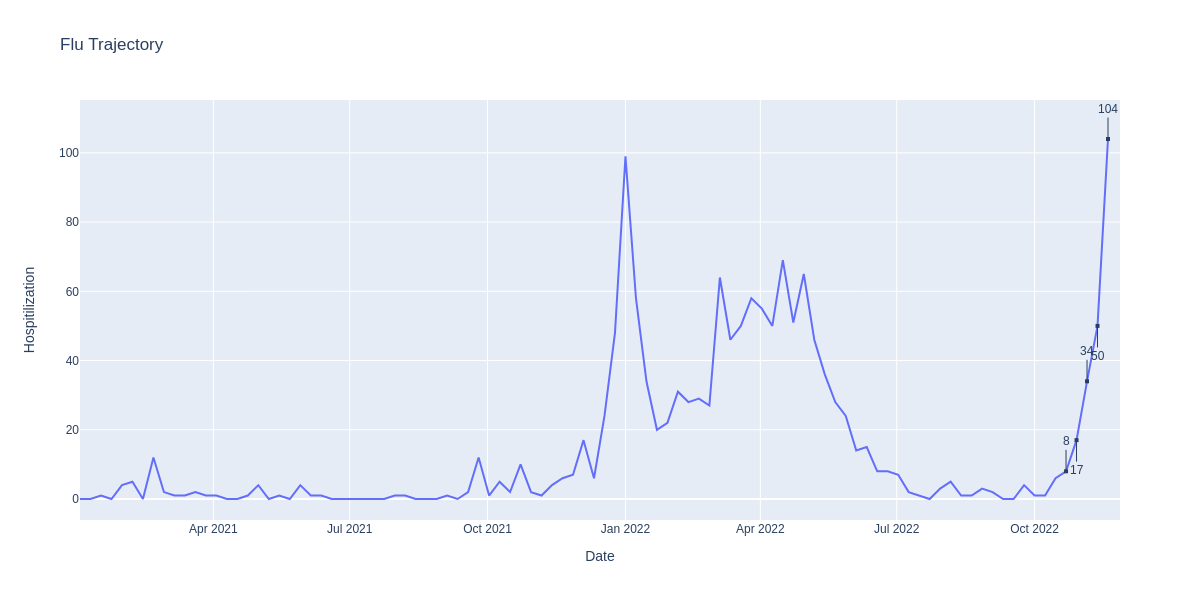 Flu Trajectory
104
100
80
60
40
20
0
34
50
8
17
Hospitilization
Apr 2021
Jul 2021
Oct 2021
Jan 2022
Apr 2022
Jul 2022
Oct 2022
Date